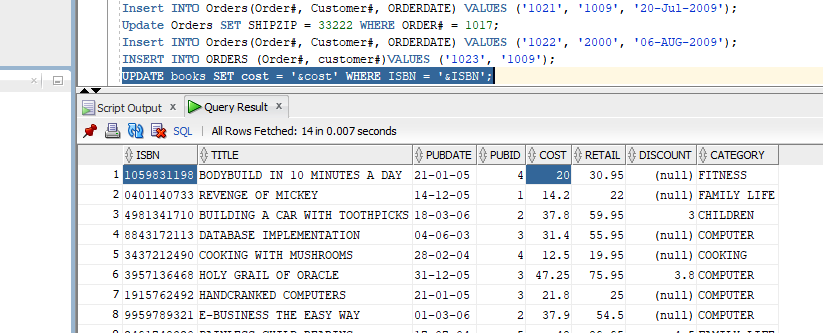 Insert INTO Orders(Order#, Customer#, ORDERDATE) VALUES ('1021', '1009', '20-Jul-2009');
Update Orders SET SHIPZIP = 33222 WHERE ORDER# = 1017;
Insert INTO Orders(Order#, Customer#, ORDERDATE) VALUES ('1022', '2000', '06-AUG-2009');
INSERT INTO ORDERS (Order#, customer#)VALUES ('1023', '1009');
UPDATE books SET cost = '&cost' WHERE ISBN = '&ISBN';
Script Output x Query Result x
SQL | All Rows Fetched: 14 in 0.007 seconds
ISBN TITLE PUBDATE PUBID COST RETAIL DISCOUNT CATEGORY
1 1059831198 BODYBUILD IN 10 MINUTES A DAY 21-01-05 4 20 30.95 (null) FITNESS
2 0401140733 REVENGE OF MICKEY 14-12-05 1 14.2 22 (null) FAMILY LIFE
3 4981341710 BUILDING A CAR WITH TOOTHPICKS 18-03-06 2 37.8 59.95 3 CHILDREN
4 8843172113 DATABASE IMPLEMENTATION 04-06-03 3 31.4 55.95 (null) COMPUTER
5 3437212490 COOKING WITH MUSHROOMS 28-02-04 4 12.5 19.95 (null) COOKING
6 3957136468 HOLY GRAIL OF ORACLE 31-12-05 3 47.25 75.95 3.8 COMPUTER
7 1915762492 HANDCRANKED COMPUTERS 21-01-05 3 21.8 25 (null) COMPUTER
8 9959789321 E-BUSINESS THE EASY WAY 01-03-06 2 37.9 54.5 (null) COMPUTER